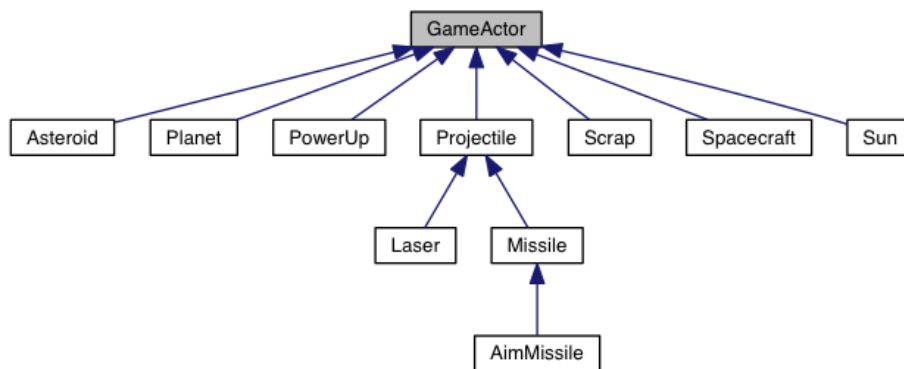 GameActor
Asteroid
Planet
PowerUp
Projectile
Scrap
Spacecraft
Sun
Laser
Missile
AimMissile